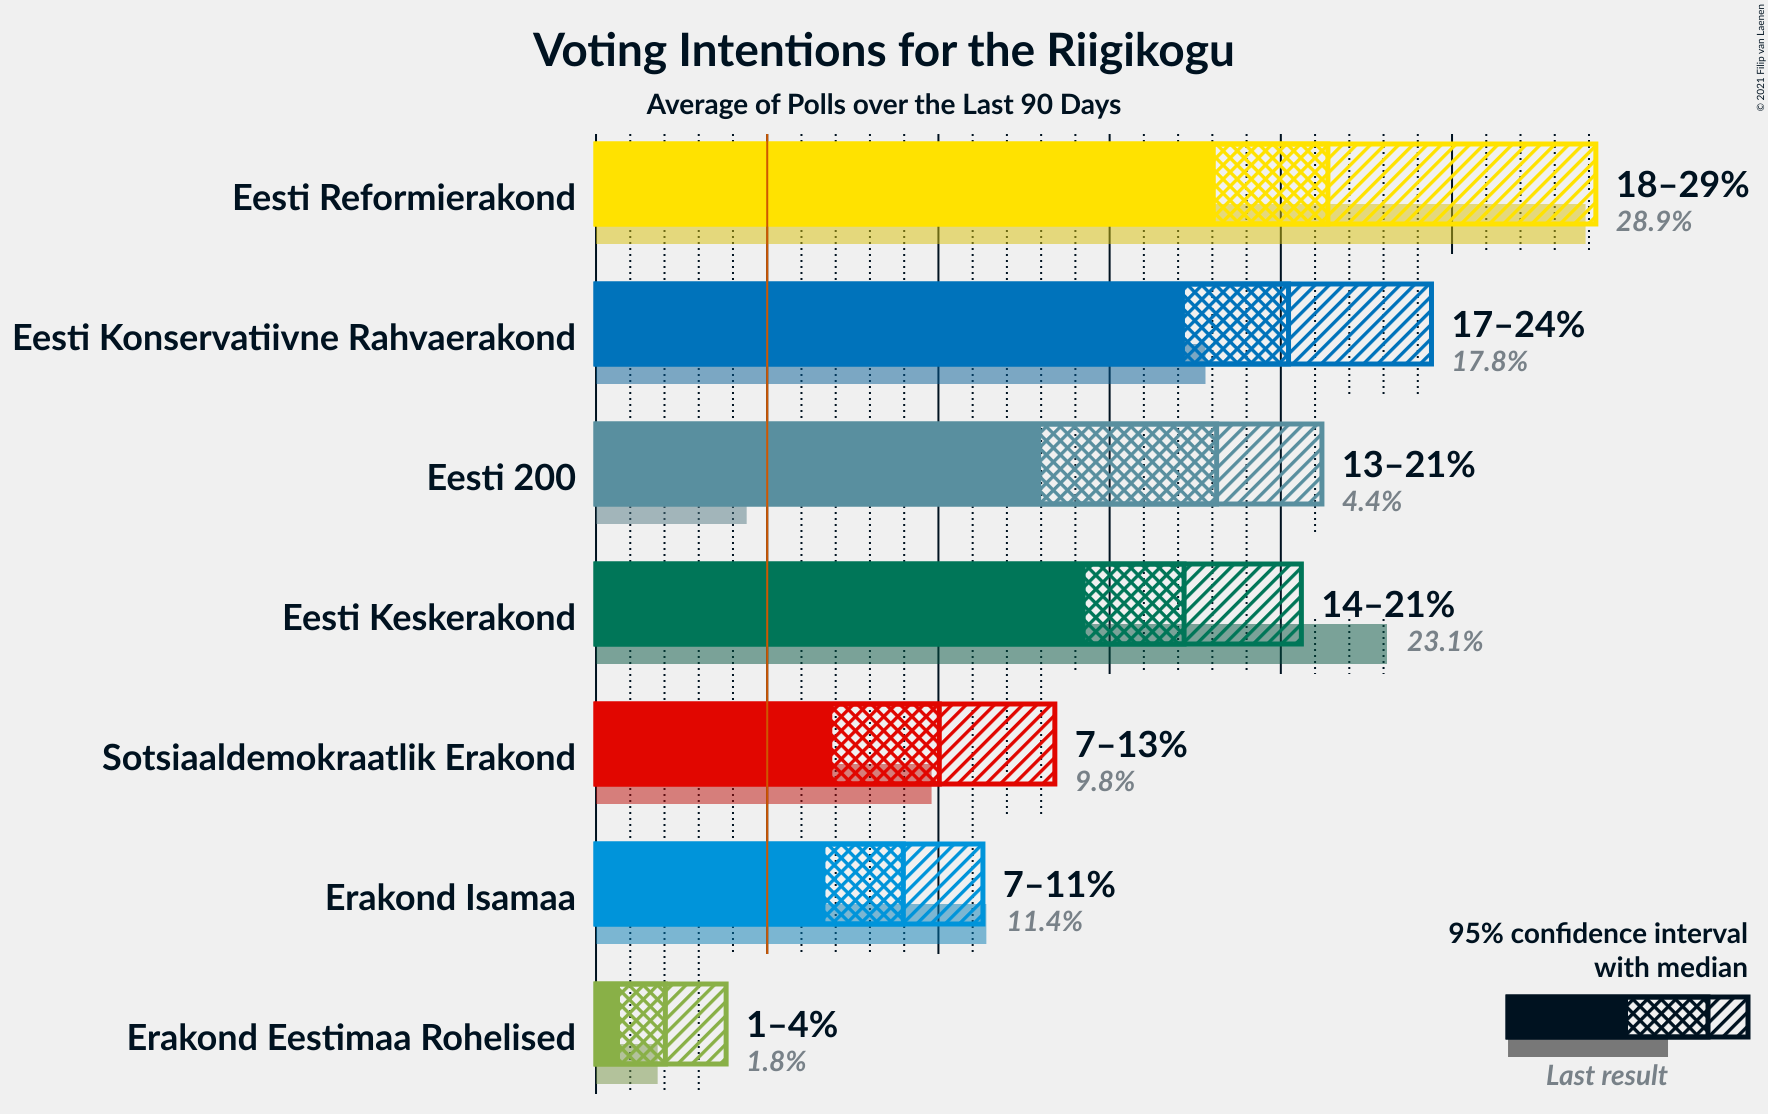 Voting Intentions for the Riigikogu
Average of Polls over the Last 90 Days
© 2021 Filip van Laenen
Eesti Reformierakond
18–29%
28.9%
Eesti Konservatiivne Rahvaerakond
17–24%
17.8%
Eesti 200
13–21%
4.4%
Eesti Keskerakond
14–21%
23.1%
Sotsiaaldemokraatlik Erakond
7–13%
9.8%
Erakond Isamaa
7–11%
11.4%
Erakond Eestimaa Rohelised
1–4%
1.8%
95% confidence interval
with median
Last result